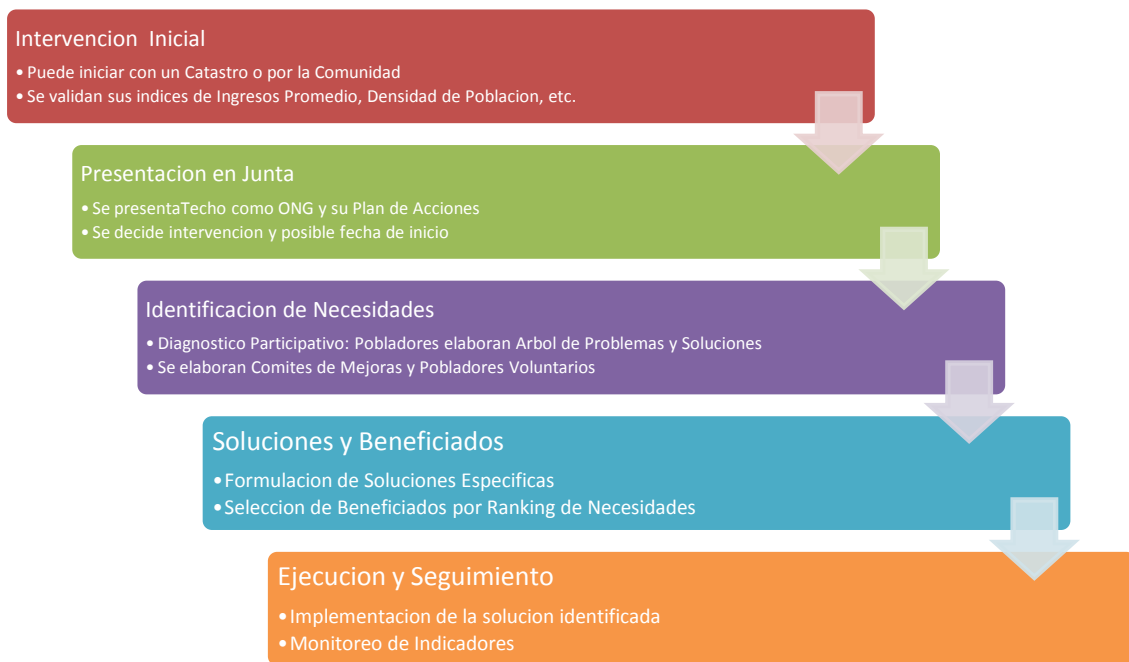 Intervencion Inicial
• Puede iniciar con un Catastro o por la Comunidad
• Se validan sus indices de Ingresos Promedio, Densidad de Poblacion, etc.
Presentacion en Junta
• Se presentaTecho como ONG y su Plan de Acciones
• Se decide intervencion y posible fecha de inicio
Identificacion de Necesidades
• Diagnostico Participativo: Pobladores elaboran Arbol de Problemas y Soluciones
• Se elaboran Comites de Mejoras y Pobladores Voluntarios
Soluciones y Beneficiados
• Formulacion de Soluciones Especificas
• Seleccion de Beneficiados por Ranking de Necesidades
Ejecucion y Seguimiento
• Implementacion de la solucion identificada
• Monitoreo de Indicadores